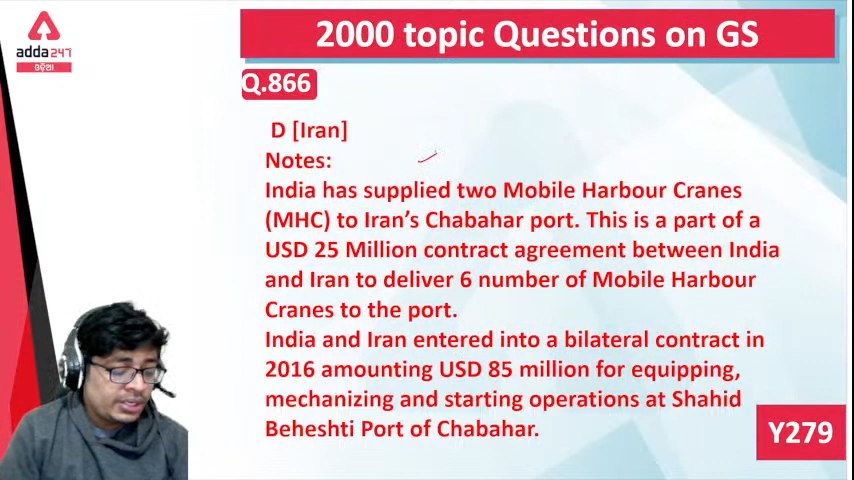 2000 topic Questions on GS
adda247
ଓଡ଼ିଆ
Q.866
D [Iran]
Notes:
India has supplied two Mobile Harbour Cranes
(MHC) to Iran's Chabahar port. This is a part of a
USD 25 Million contract agreement between India
and Iran to deliver 6 number of Mobile Harbour
Cranes to the port.
India and Iran entered into a bilateral contract in
2016 amounting USD 85 million for equipping,
mechanizing and starting operations at Shahid
Beheshti Port of Chabahar.
Y279